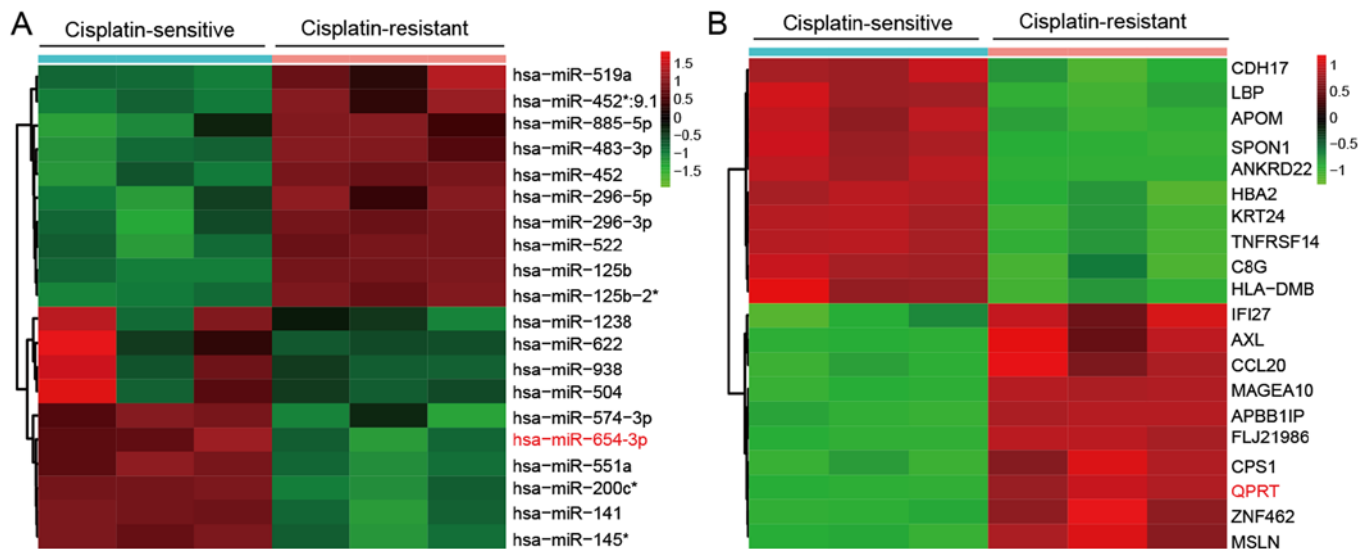 A
Cisplatin-sensitive
Cisplatin-resistant
1.5
1
0.5
0
−0.5
−1
−1.5
hsa−miR−519a
hsa−miR−452*:9.1
hsa−miR−885−5p
hsa−miR−483−3p
hsa−miR−452
hsa−miR−296−5p
hsa−miR−296−3p
hsa−miR−522
hsa−miR−125b
hsa−miR−125b−2*
hsa−miR−1238
hsa−miR−622
hsa−miR−938
hsa−miR−504
hsa−miR−574−3p
hsa−miR−654−3p
hsa−miR−551a
hsa−miR−200c*
hsa−miR−141
hsa−miR−145*
B
Cisplatin-sensitive
Cisplatin-resistant
1
0.5
0
−0.5
−1
CDH17
LBP
APOM
SPON1
ANKRD22
HBA2
KRT24
TNFRSF14
C8G
HLA−DMB
IFI27
AXL
CCL20
MAGEA10
APBB1IP
FLJ21986
CPS1
QPRT
ZNF462
MSLN